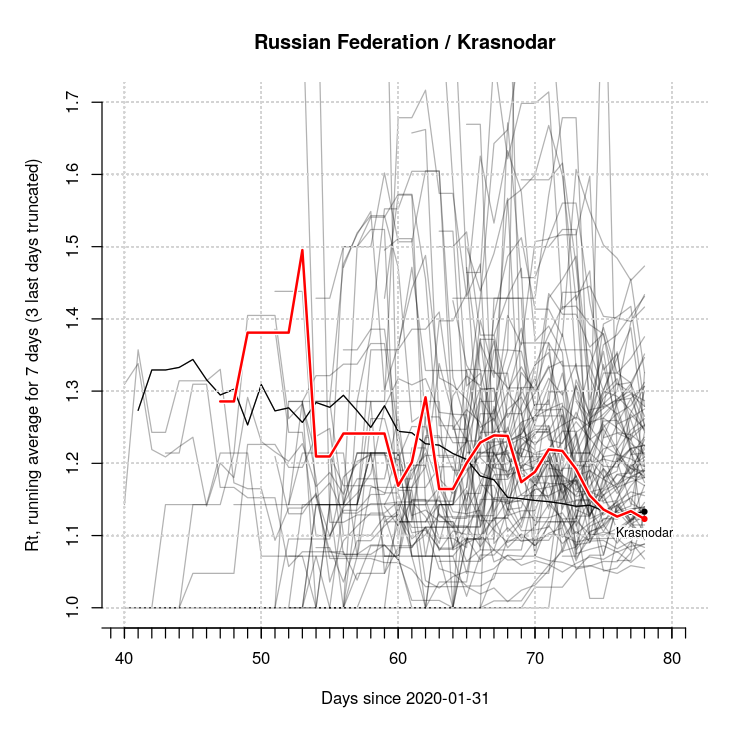 Russian Federation / Krasnodar
Rt, running average for 7 days (3 last days truncated)
1.7
1.6
1.5
1.4
1.3
1.2
1.1
1.0
Krasnodar
40 50 60 70 80
Days since 2020-01-31